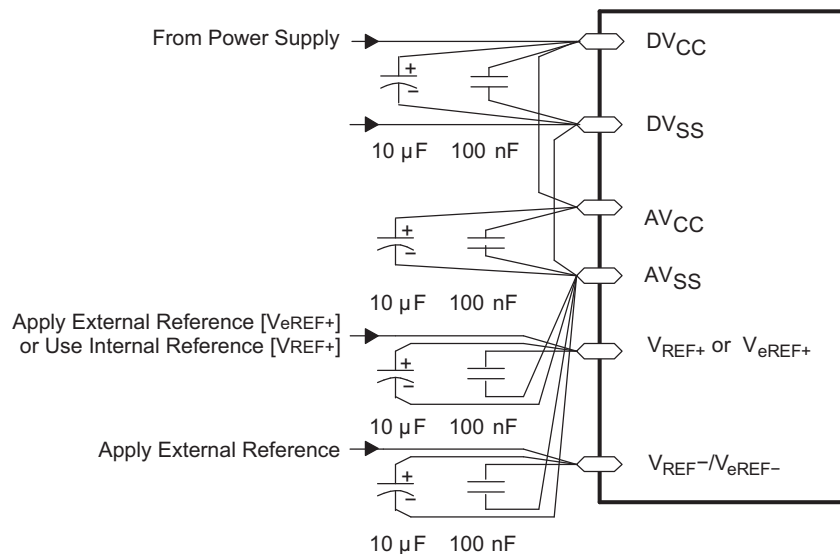 From Power Supply
DVCC
+
−
DVSS
10 µF 100 nF
AVCC
+
−
AVSS
10 µF 100 nF
Apply External Reference [VeREF+]
or Use Internal Reference [VREF+]
VREF+ or VeREF+
+
−
10 µF 100 nF
Apply External Reference
VREF−/VeREF−
+
−
10 µF 100 nF